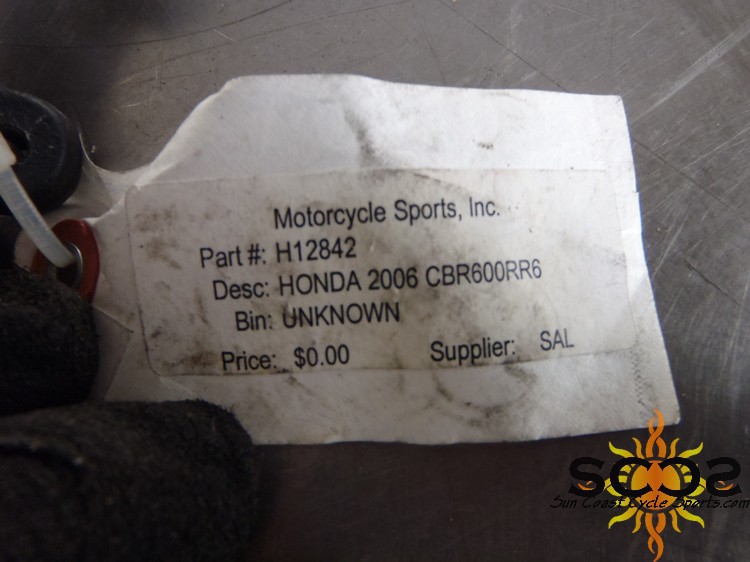 Motorcycle Sports, Inc.
Part #: H12842
Desc: HONDA 2006 CBR600RR6
Bin: UNKNOWN
Price: $0.00 Supplier: SAL
SCCS
Sun Coast Cycle Sports.com